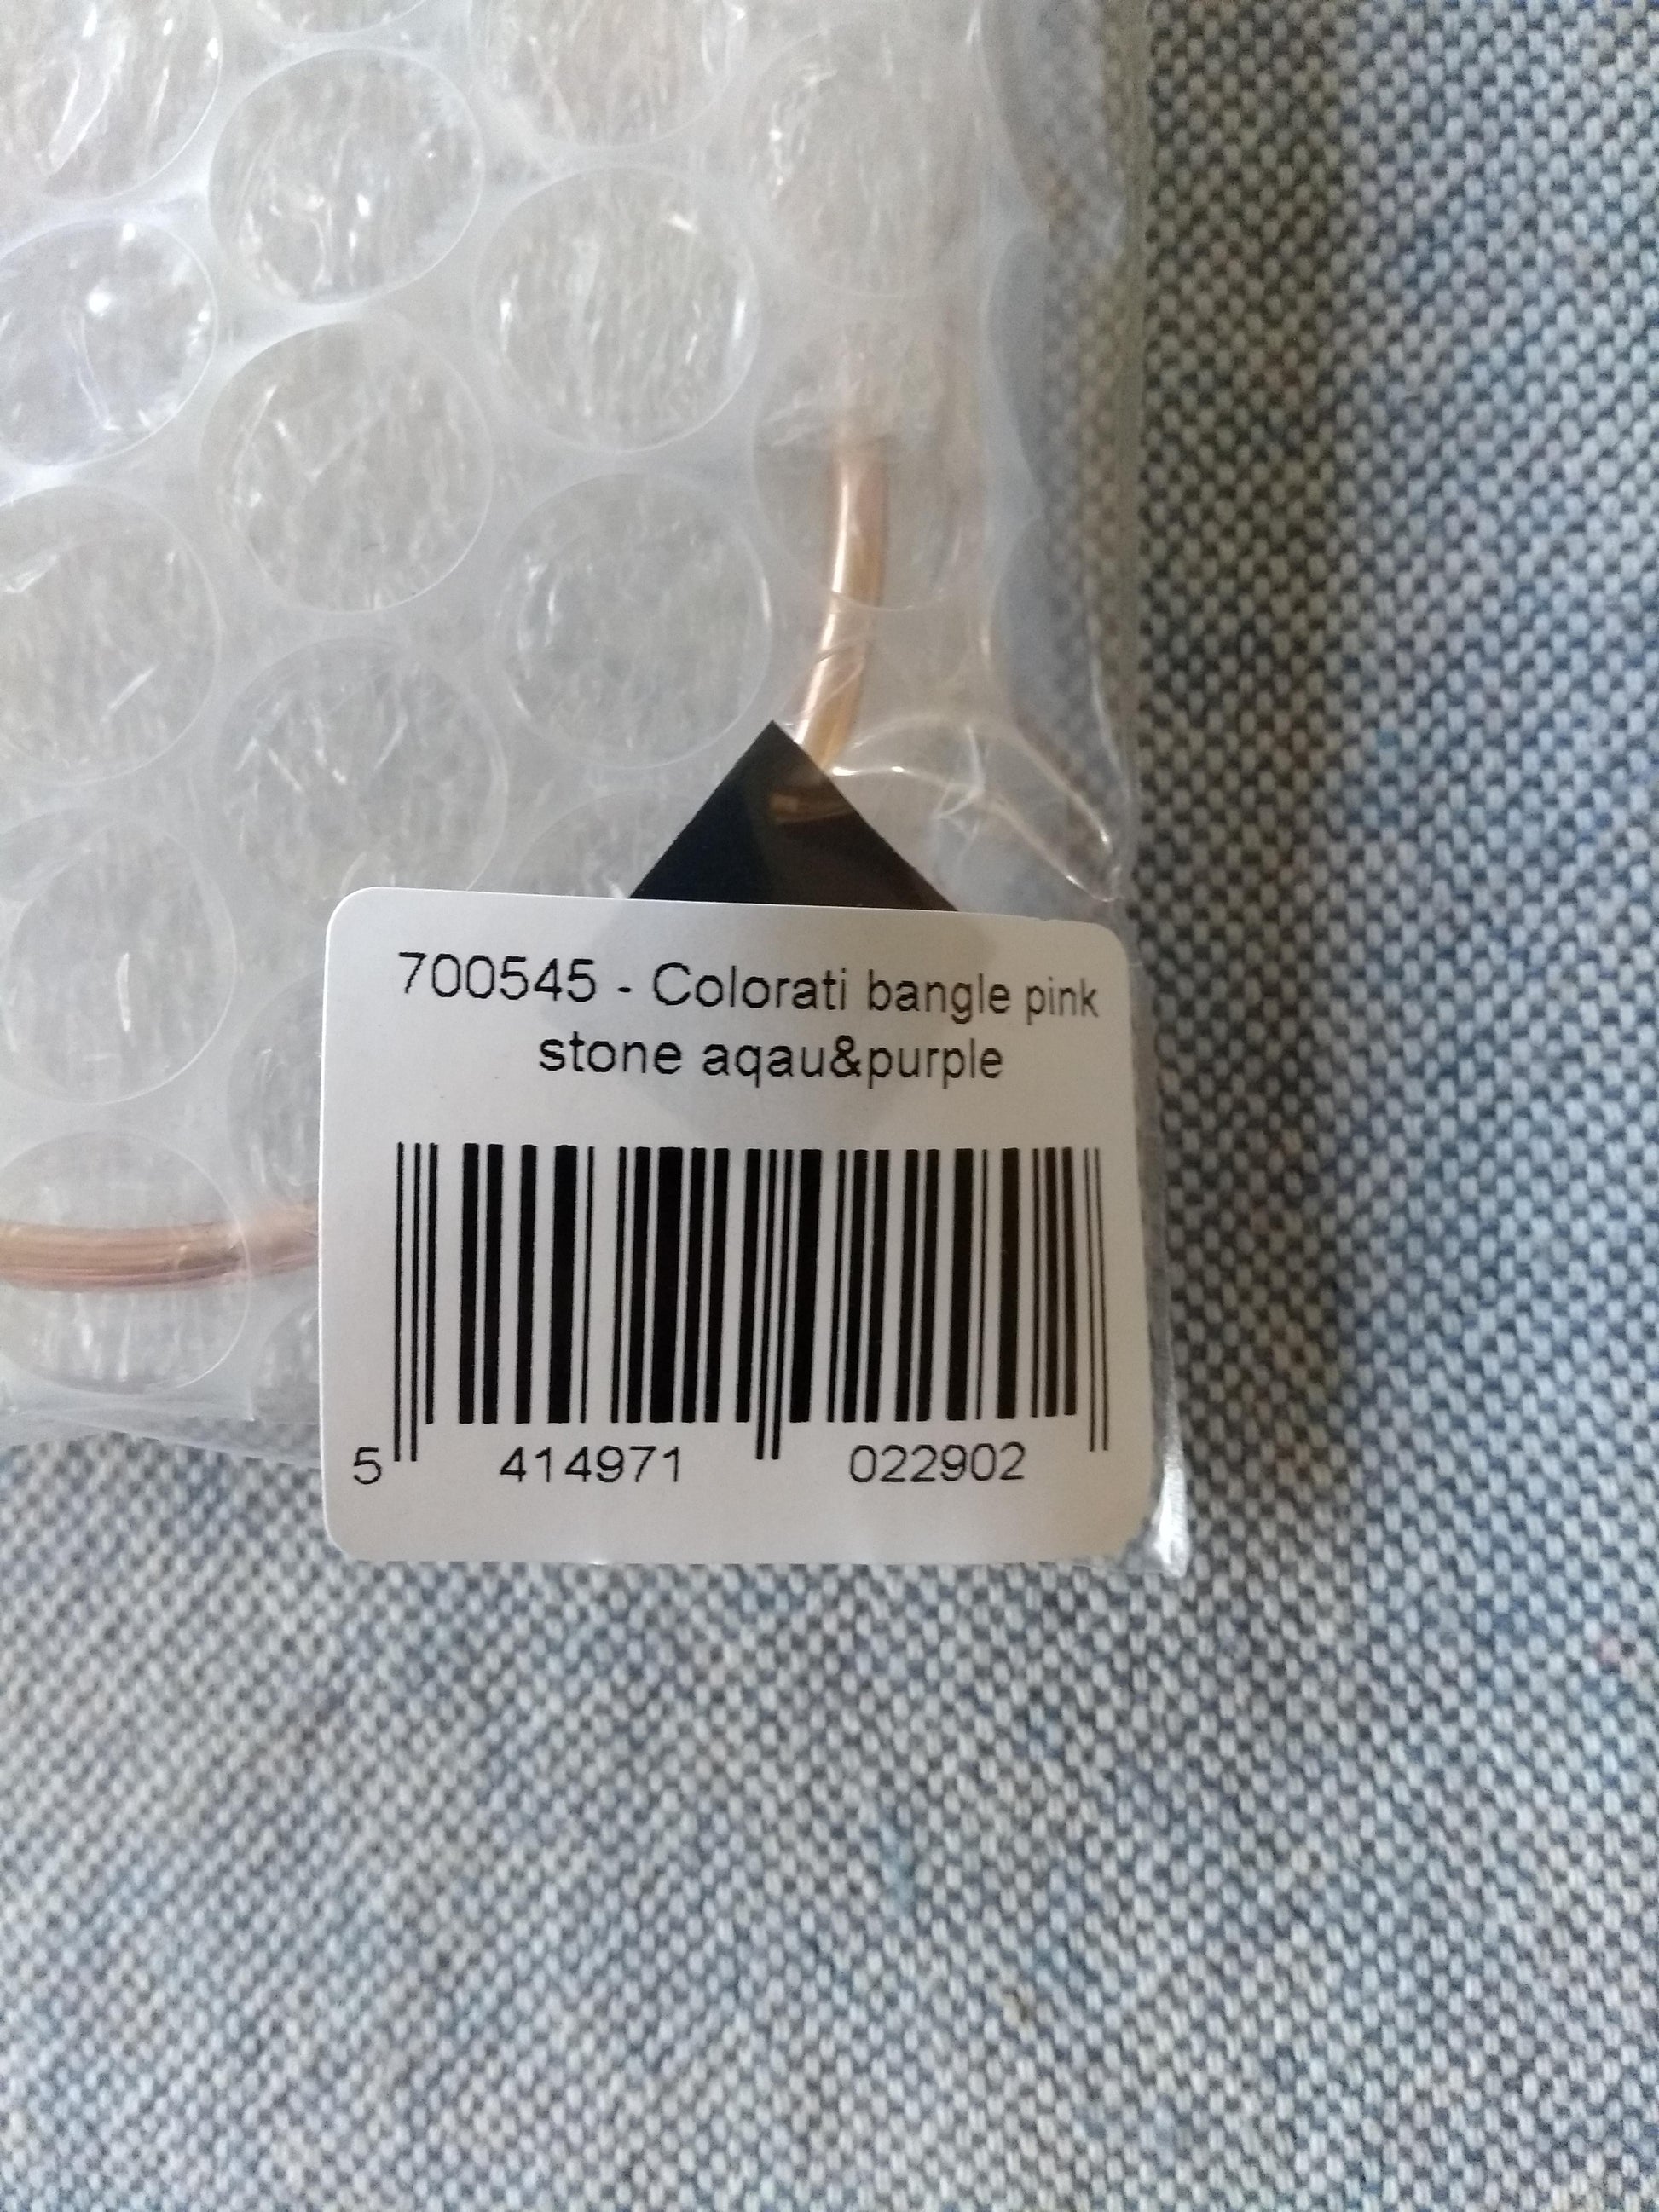 700545 - Colorati bangle pink
stone aqau&purple
5 414971 022902